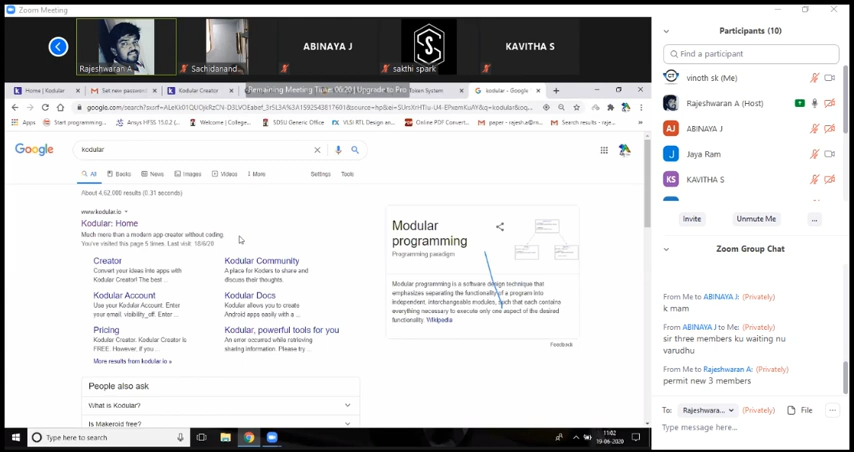 Zoom Meeting
Rajeshwaran A
Sachidanand...
ABINAYA J
sakthi spark
KAVITHA S
Home | Kodular
Set new password
Kodular Creator
Remaining Meeting Time: 06:20 | Upgrade to Pro
Token System
kodular - Google
Apps
Start programming...
Ansys HFSS 15.0.2...
Welcome | College...
SDSU Generic Office
VLSI RTL Design an...
Online PDF Convert...
Search results - raje...
Google
kodular
All
Books
News
Images
Videos
More
Settings
Tools
About 4,62,000 results (0.31 seconds)
www.kodular.io
Kodular: Home
Much more than a modern app creator without coding.
You've visited this page 5 times. Last visit: 18/6/20
Creator
Convert your ideas into apps with
Kodular Creator! The best ...
Kodular Community
A place for Koders to share and
discuss their thoughts.
Kodular Account
Use your Kodular Account. Enter
your email. visibility_off. Enter ...
Kodular Docs
Kodular allows you to create
Android apps easily with a ...
Pricing
Kodular Creator. Kodular Creator is
FREE. However, if you ...
Kodular, powerful tools for you
An error occurred while retrieving
sharing information. Please try ...
More results from kodular.io »
People also ask
What is Kodular?
Is Makeroid free?
Modular
programming
Programming paradigm
Modular programming is a software design technique that
emphasizes separating the functionality of a program into
independent, interchangeable modules, such that each contains
everything necessary to execute only one aspect of the desired
functionality. Wikipedia
Feedback
Type here to search
11:02
19-06-2020
Participants (10)
Find a participant
vinoth sk (Me)
Rajeshwaran A (Host)
AJ ABINAYA J
J Jaya Ram
KS KAVITHA S
Invite
Unmute Me
...
Zoom Group Chat
From Me to ABINAYA J: (Privately)
k mam
From ABINAYA J to Me: (Privately)
sir three members ku waiting nu
varudhu
From Me to Rajeshwaran A: (Privately)
permit new 3 members
To: Rajeshwara... (Privately)
File
...
Type message here...